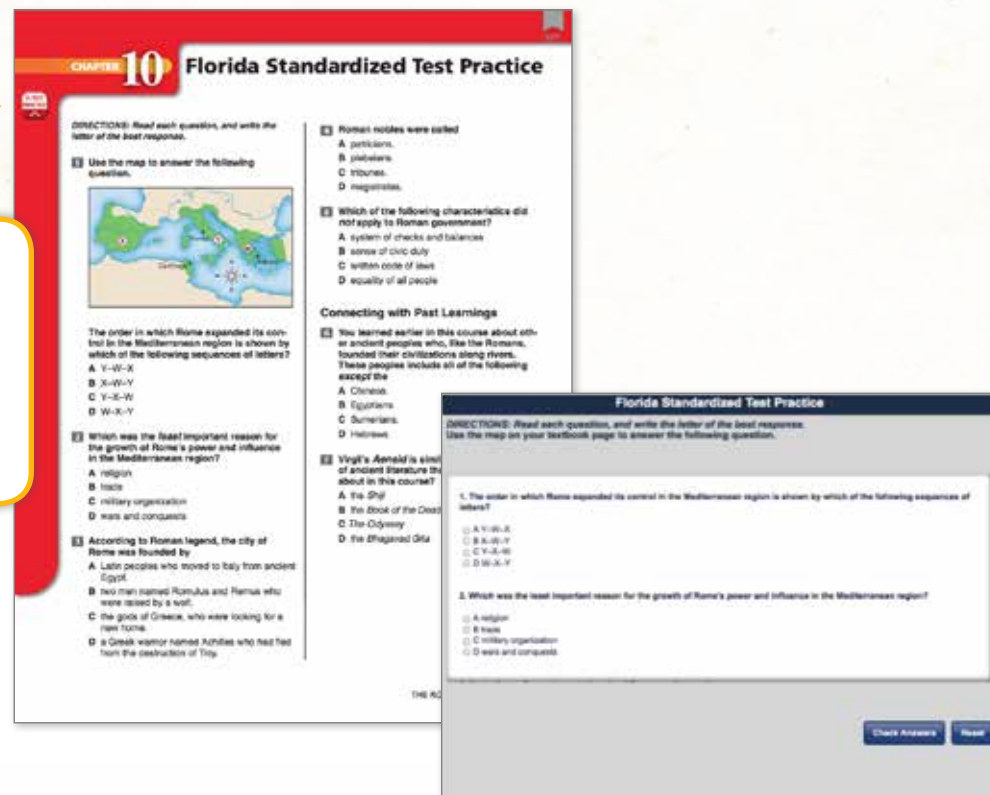 CHAPTER 10 Florida Standardized Test Practice
DIRECTIONS: Read each question, and write the
letter of the best response.
1 Use the map to answer the following
question.
The order in which Rome expanded its con-
trol in the Mediterranean region is shown by
which of the following sequences of letters?
A Y–W–X
B X–W–Y
C Y–X–W
D W–X–Y
2 Which was the least important reason for
the growth of Rome's power and influence
in the Mediterranean region?
A religion
B trade
C military organization
D wars and conquests
3 According to Roman legend, the city of
Rome was founded by
A Latin peoples who moved to Italy from ancient
Egypt.
B two men named Romulus and Remus who
were raised by a wolf.
C the gods of Greece, who were looking for a
new home.
D a Greek warrior named Achilles who had fled
from the destruction of Troy.
4 Roman nobles were called
A patricians.
B plebeians.
C tribunes.
D magistrates.
5 Which of the following characteristics did
not apply to Roman government?
A system of checks and balances
B sense of civic duty
C written code of laws
D equality of all people
Connecting with Past Learnings
6 You learned earlier in this course about oth-
er ancient peoples who, like the Romans,
founded their civilizations along rivers.
These peoples include all of the following
except the
A Chinese.
B Egyptians.
C Sumerians.
D Hebrews.
7 Virgil's Aeneid is simil
of ancient literature th
about in this course?
A the Shiji
B the Book of the Dead
C The Odyssey
D the Bhagavad Gita
THE RO
Florida Standardized Test Practice
DIRECTIONS: Read each question, and write the letter of the best response.
Use the map on your textbook page to answer the following question.
1. The order in which Rome expanded its control in the Mediterranean region is shown by which of the following sequences of
letters?
A Y-W-X
B X-W-Y
C Y-X-W
D W-X-Y
2. Which was the least important reason for the growth of Rome's power and influence in the Mediterranean region?
A religion
B trade
C military organization
D wars and conquests
Check Answers Reset